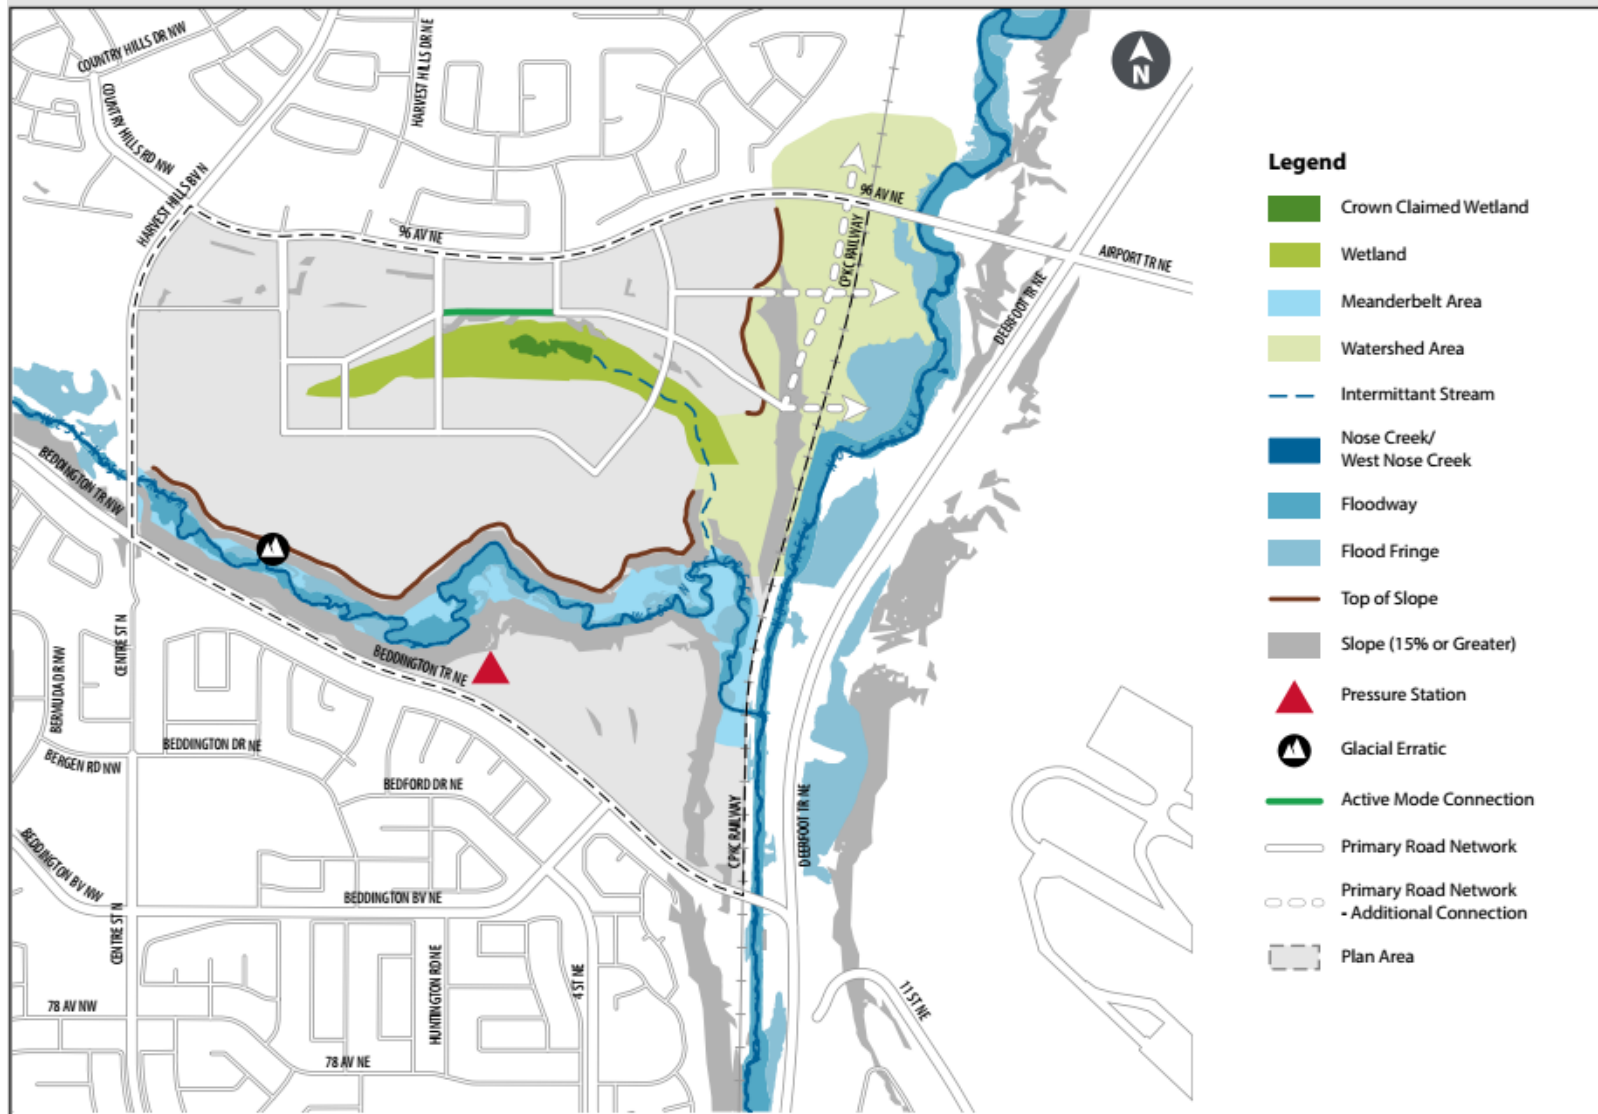 COUNTRY HILLS DR NW
HARVEST HILLS DR NE
COUNTRY HILLS RD NW
HARVEST HILLS BV N
N
96 AV NE
96 AV NE
CPKC RAILWAY
AIRPORT TR NE
DEERFOOT TR NE
WEST NOSE
NOSE CREEK
BEDDINGTON TR NW
BEDDINGTON TR NE
CENTRE ST N
BERMUDA DR NW
BERGEN RD NW
BEDDINGTON DR NE
BEDFORD DR NE
CPKC RAILWAY
DEERFOOT TR NE
BEDDINGTON BV NW
BEDDINGTON BV NE
CENTRE ST N
HUNTINGTON RD NE
4 ST NE
11 ST NE
78 AV NW
78 AV NE
Legend
Crown Claimed Wetland
Wetland
Meanderbelt Area
Watershed Area
Intermittant Stream
Nose Creek/
West Nose Creek
Floodway
Flood Fringe
Top of Slope
Slope (15% or Greater)
Pressure Station
Glacial Erratic
Active Mode Connection
Primary Road Network
Primary Road Network
- Additional Connection
Plan Area